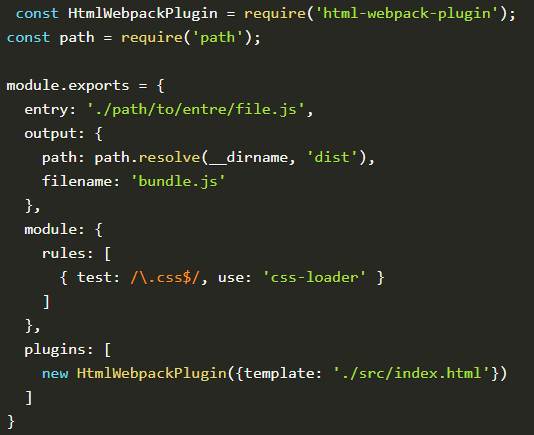 const HtmlWebpackPlugin = require('html-webpack-plugin');
const path = require('path');

module.exports = {
  entry: './path/to/entre/file.js',
  output: {
    path: path.resolve(__dirname, 'dist'),
    filename: 'bundle.js'
  },
  module: {
    rules: [
      { test: /\.css$/, use: 'css-loader' }
    ]
  },
  plugins: [
    new HtmlWebpackPlugin({template: './src/index.html'})
  ]
}